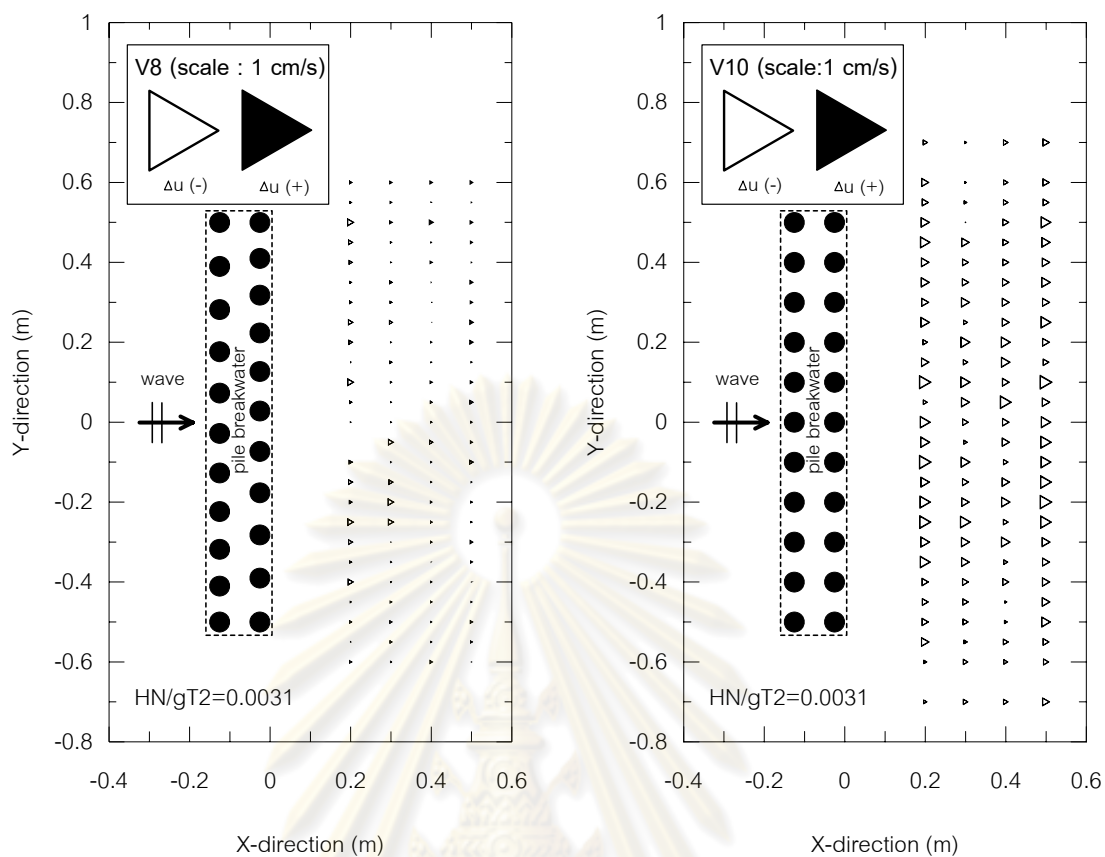 1
0.8
0.6
0.4
0.2
0
-0.2
-0.4
-0.6
-0.8
Y-direction (m)
V8 (scale : 1 cm/s)
Δu (-)
Δu (+)
wave
pile breakwater
HN/gT2=0.0031
-0.4
-0.2
0
0.2
0.4
0.6
X-direction (m)
1
0.8
0.6
0.4
0.2
0
-0.2
-0.4
-0.6
-0.8
Y-direction (m)
V10 (scale:1 cm/s)
Δu (-)
Δu (+)
wave
pile breakwater
HN/gT2=0.0031
-0.4
-0.2
0
0.2
0.4
0.6
X-direction (m)